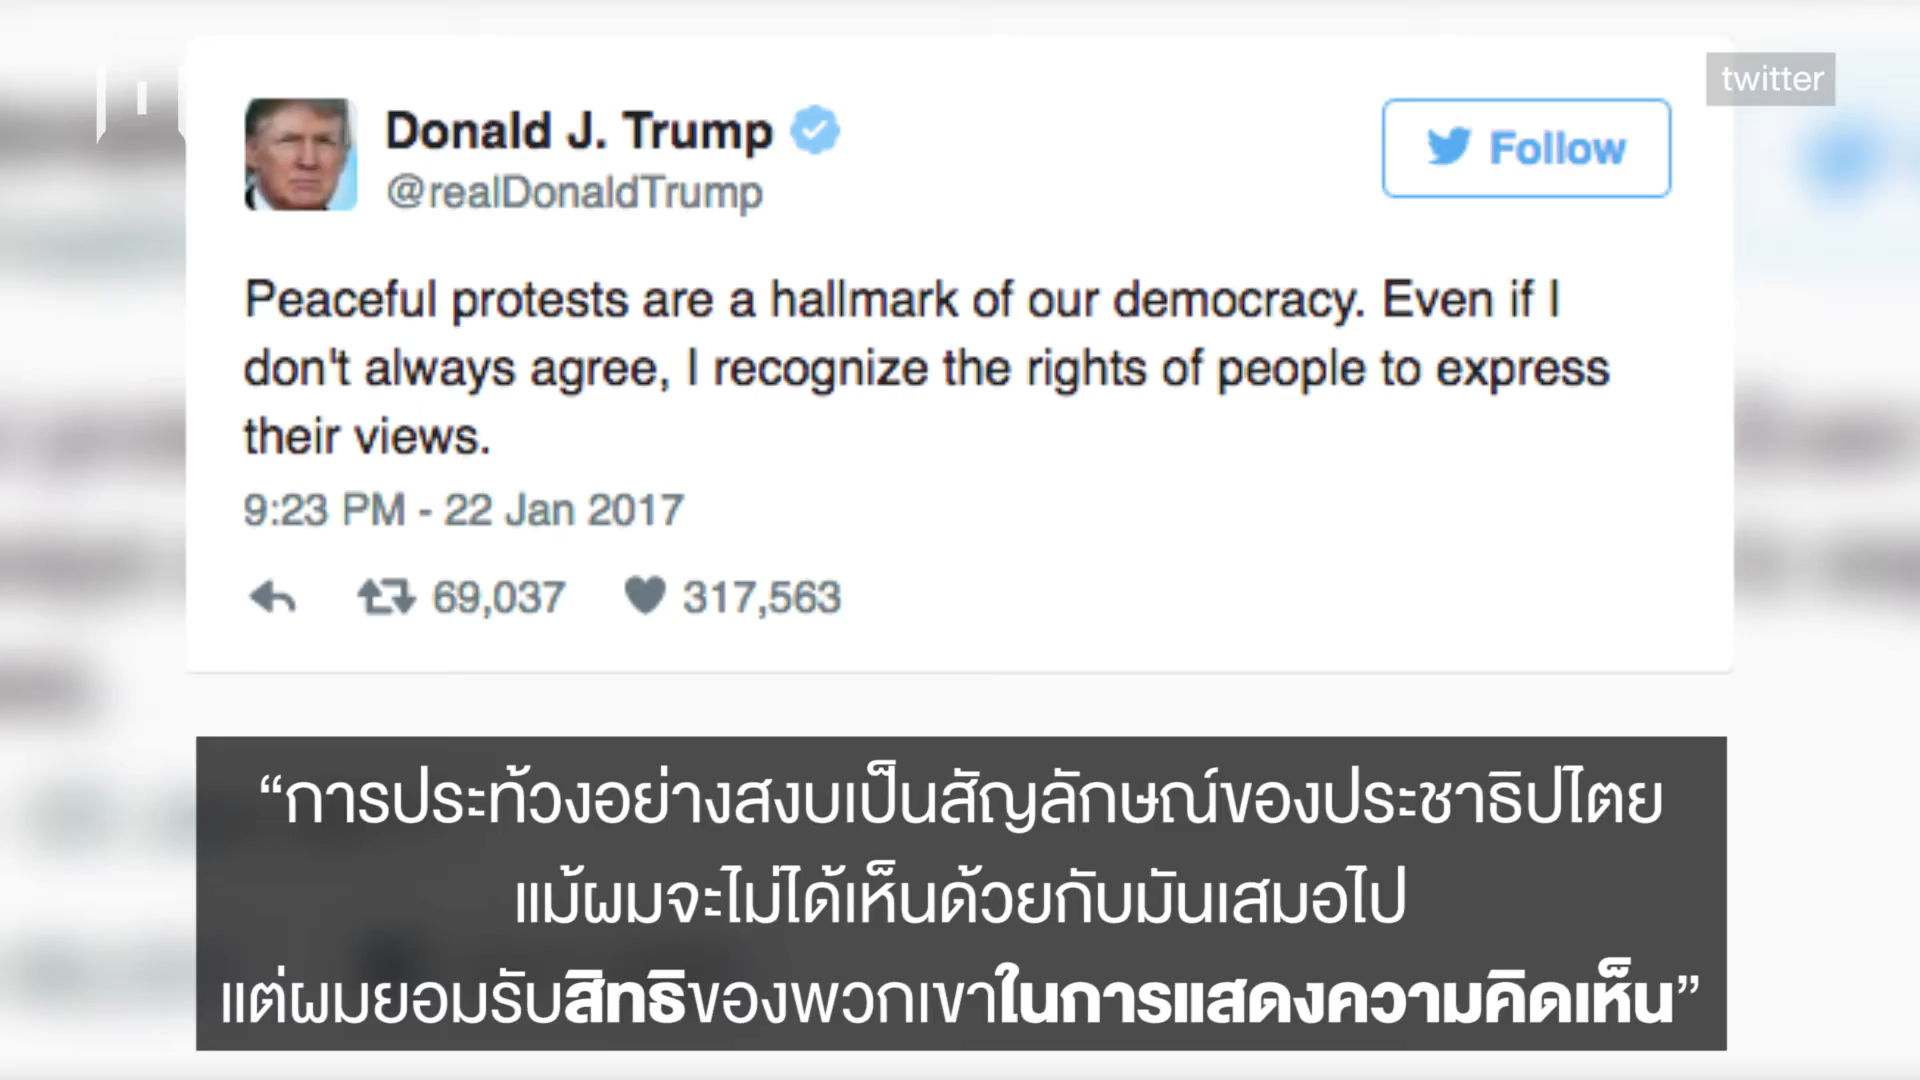 twitter
Donald J. Trump
@realDonaldTrump
Follow
Peaceful protests are a hallmark of our democracy. Even if I
don't always agree, I recognize the rights of people to express
their views.
9:23 PM - 22 Jan 2017
69,037 317,563
“การประท้วงอย่างสงบเป็นสัญลักษณ์ของประชาธิปไตย
แม้ผมจะไม่ได้เห็นด้วยกับมันเสมอไป
แต่ผมยอมรับสิทธิของพวกเขาในการแสดงความคิดเห็น”